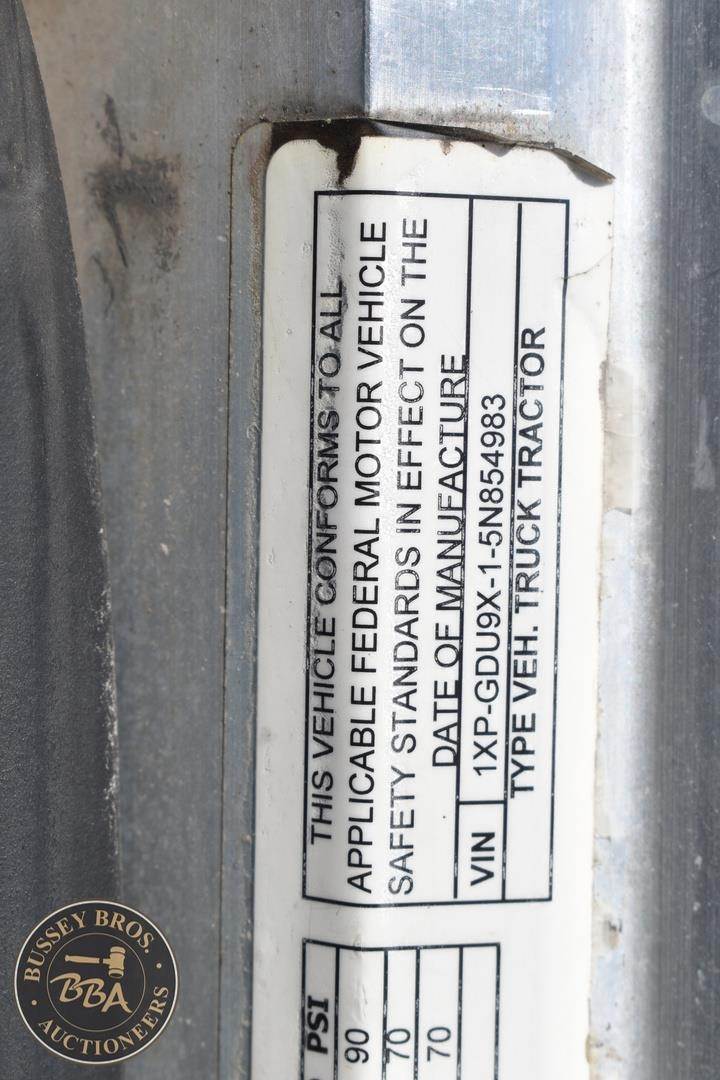 THIS VEHICLE CONFORMS TO ALL
APPLICABLE FEDERAL MOTOR VEHICLE
SAFETY STANDARDS IN EFFECT ON THE
DATE OF MANUFACTURE
VIN 1XP-GDU9X-1-5N854983
TYPE VEH. TRUCK TRACTOR
PSI
90
70
70
BUSSEY BROS.
BBA
AUCTIONEERS